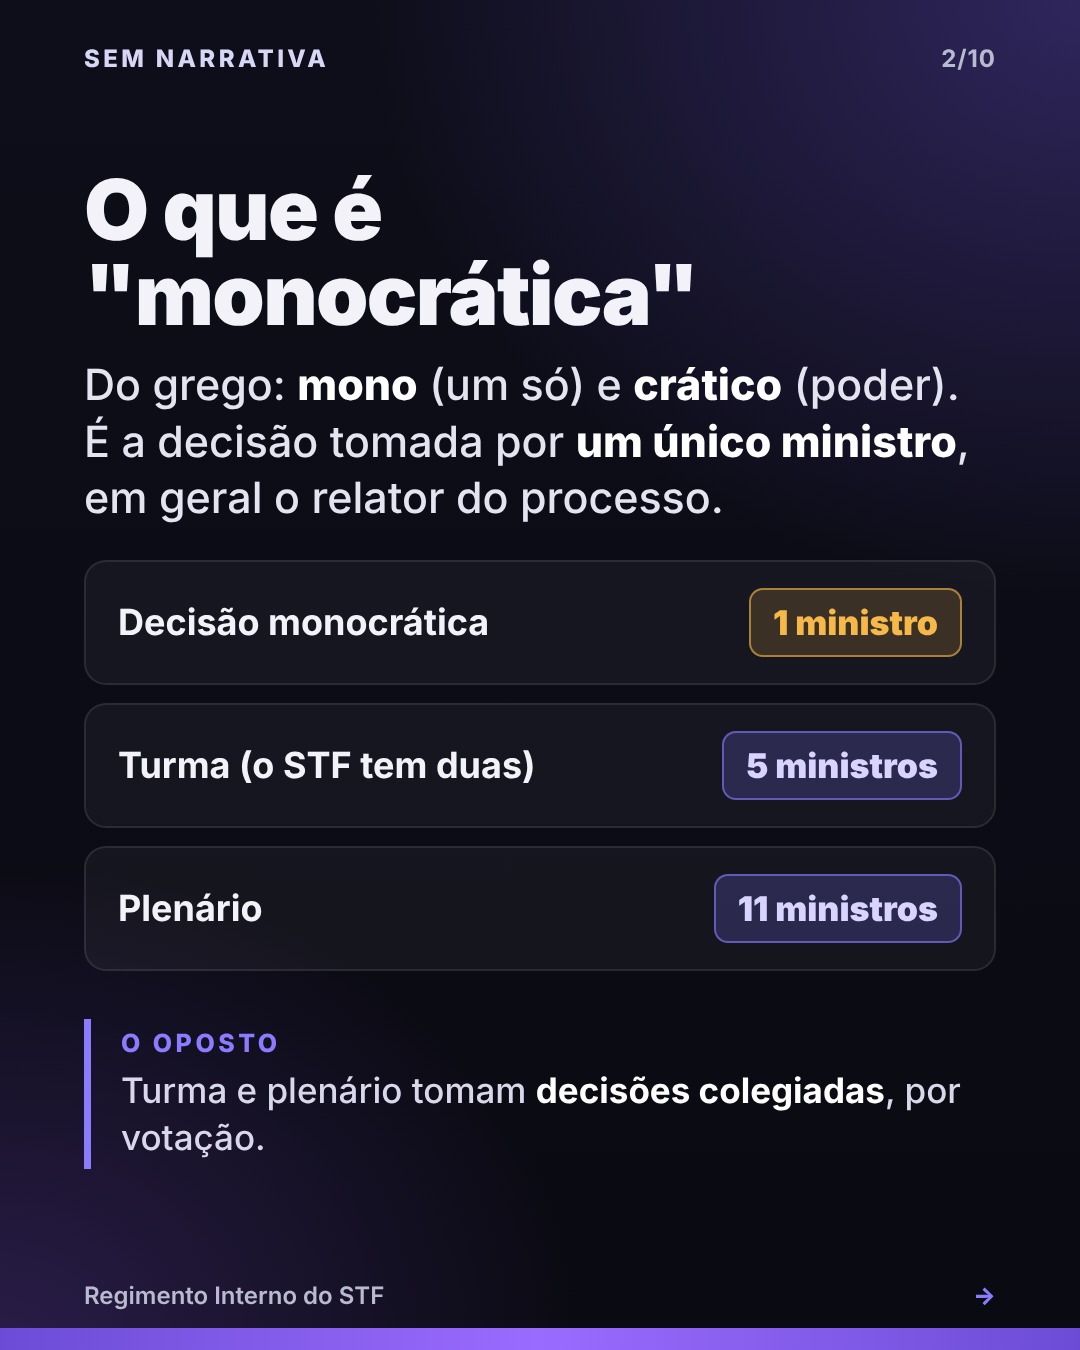 SEM NARRATIVA
2/10
O que é
"monocrática"
Do grego: mono (um só) e crático (poder).
É a decisão tomada por um único ministro,
em geral o relator do processo.
Decisão monocrática
1 ministro
Turma (o STF tem duas)
5 ministros
Plenário
11 ministros
O OPOSTO
Turma e plenário tomam decisões colegiadas, por
votação.
Regimento Interno do STF
→